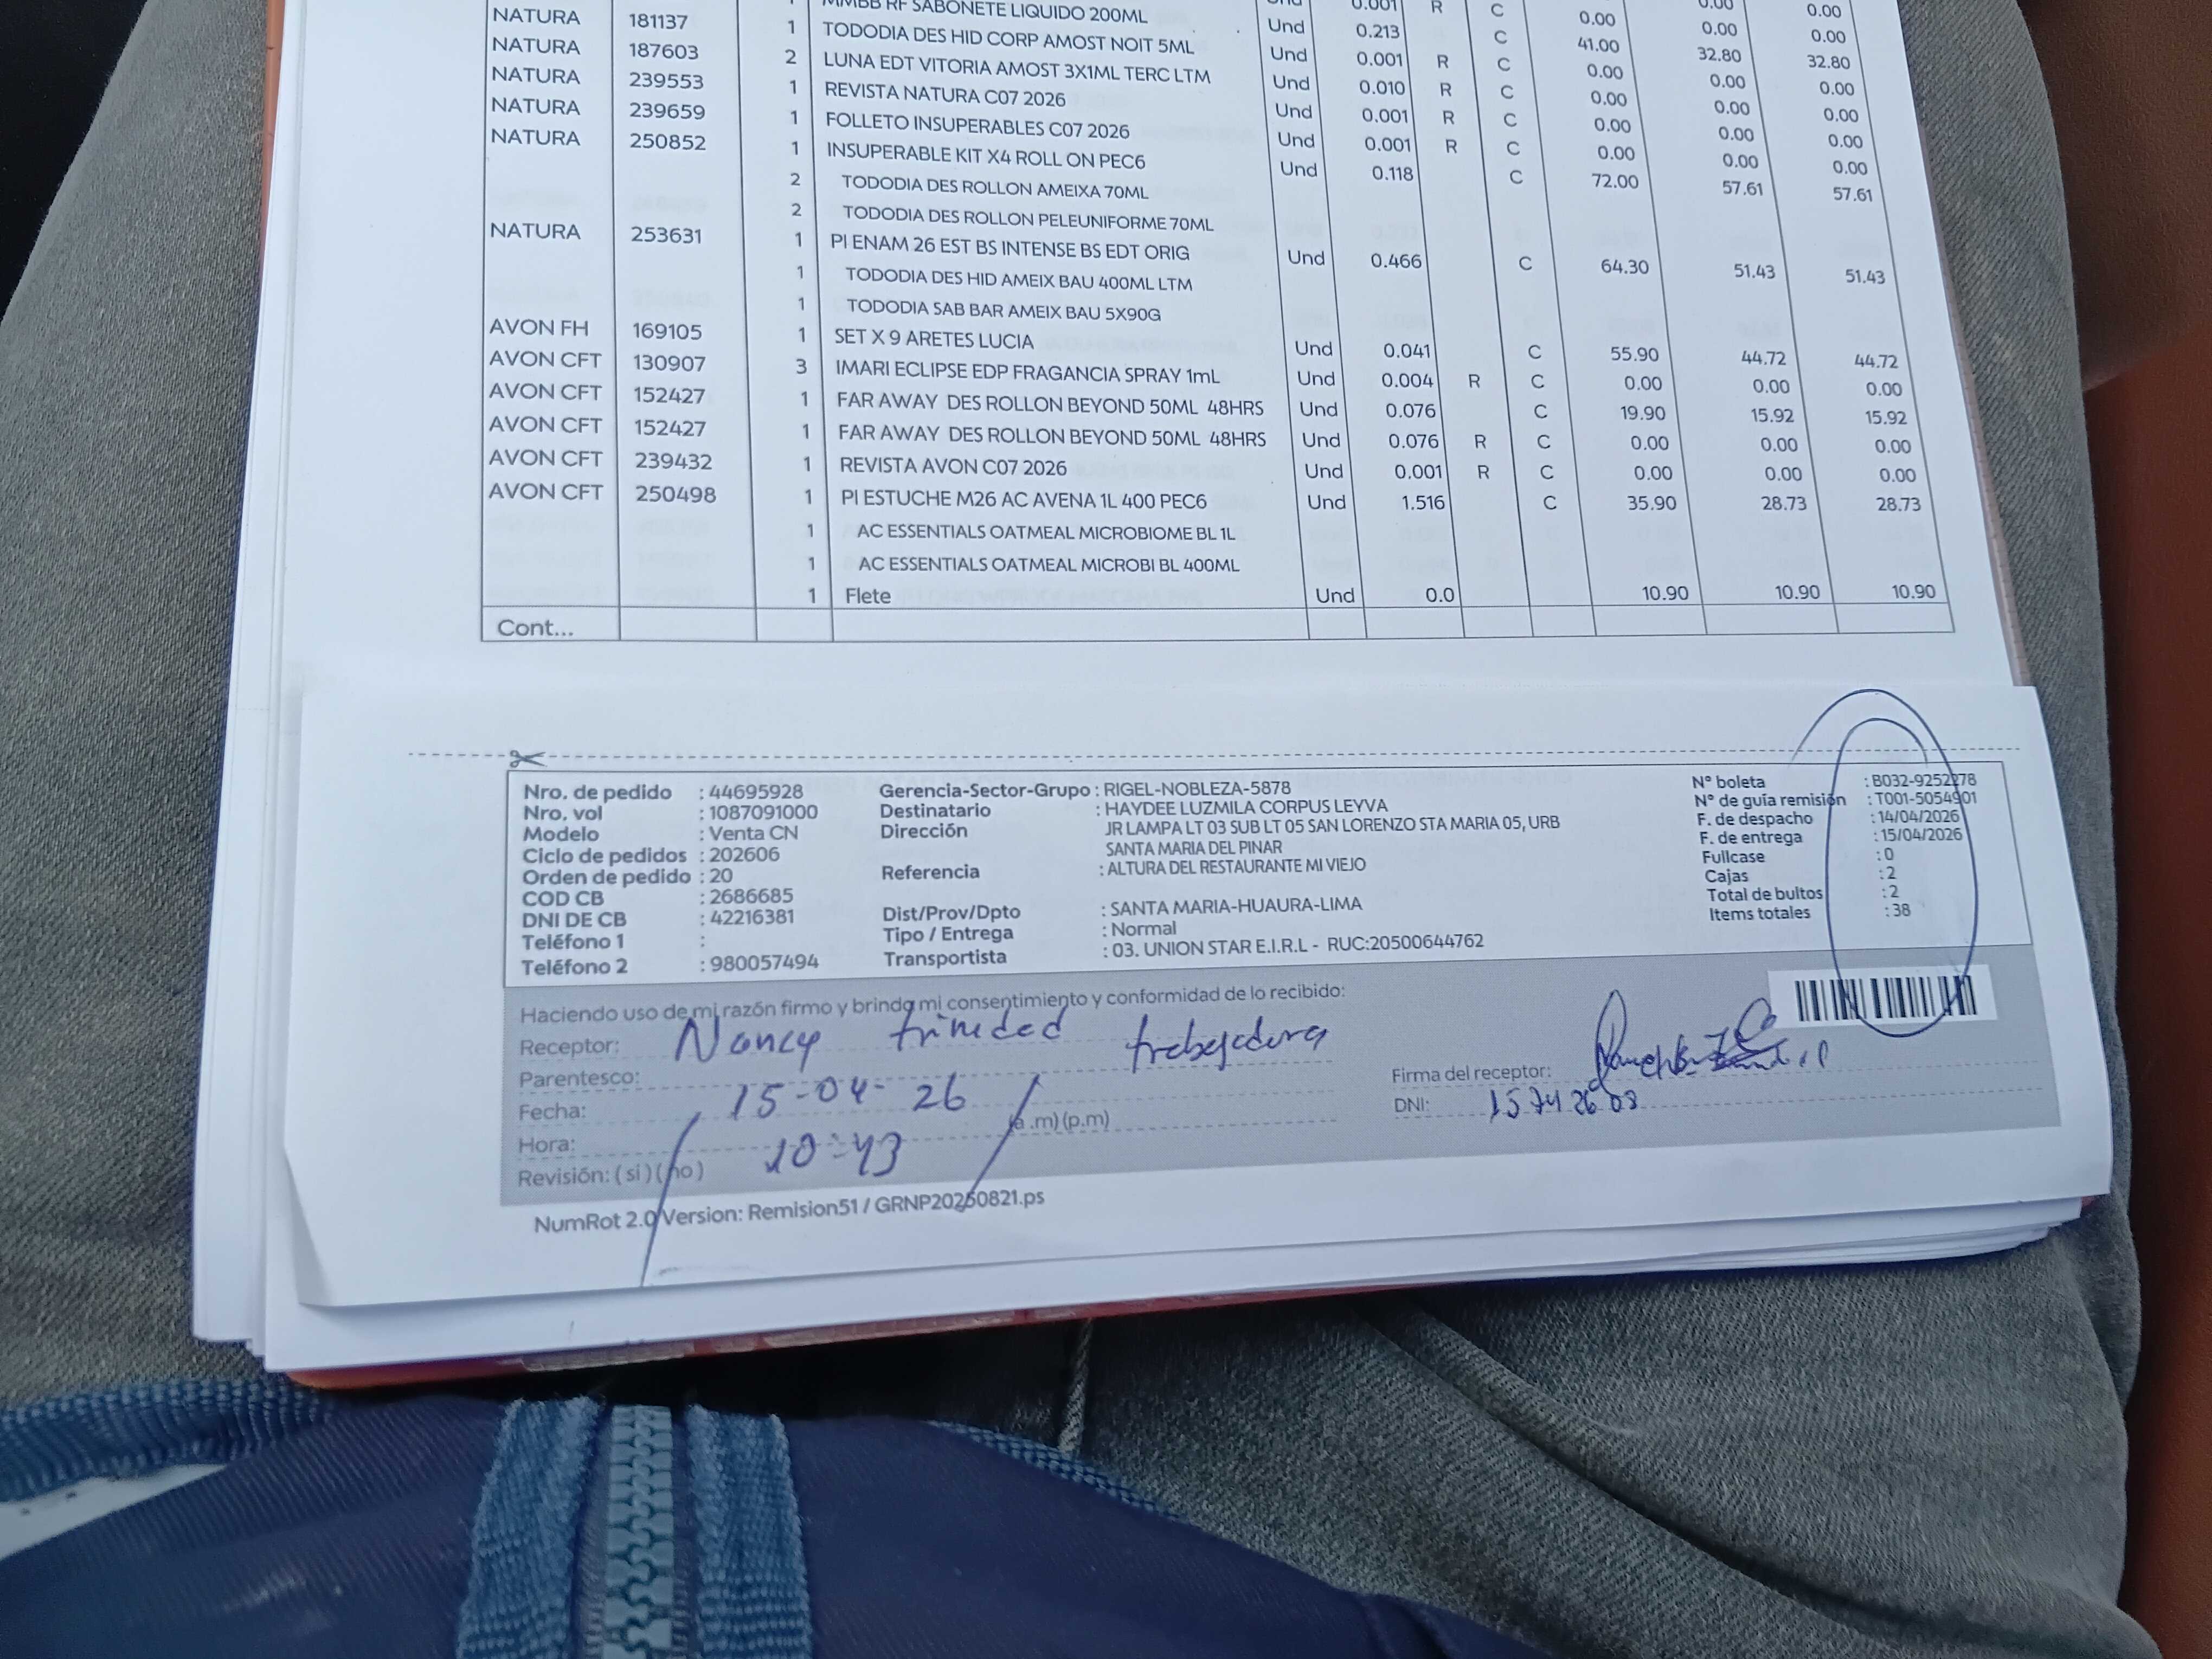 MMBB RF SABONETE LIQUIDO 200ML Und 0.001 R C 0.00 0.00 0.00
NATURA 181137 1 TODODIA DES HID CORP AMOST NOIT 5ML Und 0.213 C 41.00 32.80 32.80
NATURA 187603 2 LUNA EDT VITORIA AMOST 3X1ML TERC LTM Und 0.001 R C 0.00 0.00 0.00
NATURA 239553 1 REVISTA NATURA C07 2026 Und 0.010 R C 0.00 0.00 0.00
NATURA 239659 1 FOLLETO INSUPERABLES C07 2026 Und 0.001 R C 0.00 0.00 0.00
NATURA 250852 1 INSUPERABLE KIT X4 ROLL ON PEC6 Und 0.001 R C 0.00 0.00 0.00
2 TODODIA DES ROLLON AMEIXA 70ML Und 0.118 C 72.00 57.61 57.61
2 TODODIA DES ROLLON PELEUNIFORME 70ML
NATURA 253631 1 PI ENAM 26 EST BS INTENSE BS EDT ORIG Und 0.466 C 64.30 51.43 51.43
1 TODODIA DES HID AMEIX BAU 400ML LTM
1 TODODIA SAB BAR AMEIX BAU 5X90G
AVON FH 169105 1 SET X 9 ARETES LUCIA Und 0.041 C 55.90 44.72 44.72
AVON CFT 130907 3 IMARI ECLIPSE EDP FRAGANCIA SPRAY 1mL Und 0.004 R C 0.00 0.00 0.00
AVON CFT 152427 1 FAR AWAY DES ROLLON BEYOND 50ML 48HRS Und 0.076 C 19.90 15.92 15.92
AVON CFT 152427 1 FAR AWAY DES ROLLON BEYOND 50ML 48HRS Und 0.076 R C 0.00 0.00 0.00
AVON CFT 239432 1 REVISTA AVON C07 2026 Und 0.001 R C 0.00 0.00 0.00
AVON CFT 250498 1 PI ESTUCHE M26 AC AVENA 1L 400 PEC6 Und 1.516 C 35.90 28.73 28.73
1 AC ESSENTIALS OATMEAL MICROBIOME BL 1L
1 AC ESSENTIALS OATMEAL MICROBI BL 400ML
1 Flete Und 0.0 10.90 10.90 10.90
Cont...
Nro. de pedido : 44695928
Nro. vol : 1087091000
Modelo : Venta CN
Ciclo de pedidos : 202606
Orden de pedido : 20
COD CB : 2686685
DNI DE CB : 42216381
Teléfono 1 :
Teléfono 2 : 980057494
Gerencia-Sector-Grupo : RIGEL-NOBLEZA-5878
Destinatario : HAYDEE LUZMILA CORPUS LEYVA
Dirección JR LAMPA LT 03 SUB LT 05 SAN LORENZO STA MARIA 05, URB
SANTA MARIA DEL PINAR
Referencia : ALTURA DEL RESTAURANTE MI VIEJO
Dist/Prov/Dpto : SANTA MARIA-HUAURA-LIMA
Tipo / Entrega : Normal
Transportista : 03. UNION STAR E.I.R.L - RUC:20500644762
N° boleta : B032-9252278
N° de guía remisión : T001-5054901
F. de despacho : 14/04/2026
F. de entrega : 15/04/2026
Fullcase : 0
Cajas : 2
Total de bultos : 2
Items totales : 38
Haciendo uso de mi razón firmo y brindo mi consentimiento y conformidad de lo recibido:
Receptor: Nancy trinidad trabajadora
Parentesco:
Fecha: 15-04-26
Hora: 10:43 (a.m) (p.m)
Revisión: ( si ) ( no )
Firma del receptor:
DNI:
NumRot 2.0 Version: Remision51 / GRNP20250821.ps